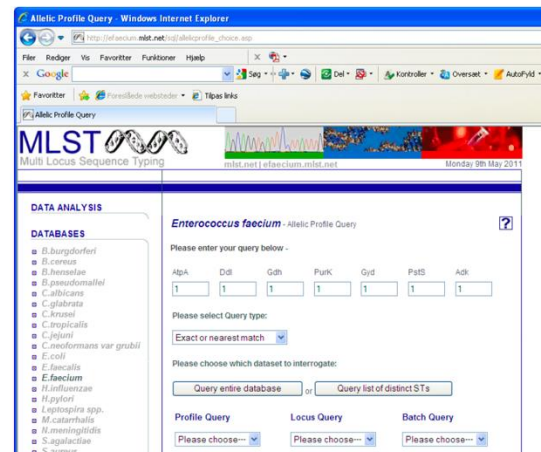 Allelic Profile Query - Windows Internet Explorer
http://efaecium.mlst.net/sql/allelicprofile_choice.asp
Filer Rediger Vis Favoritter Funktioner Hjælp
x
x Google Søg Del Kontroller Oversæt AutoFyld
Favoritter Foreslåede websteder Tilpas links
Allelic Profile Query
MLST
Multi Locus Sequence Typing
mlst.net | efaecium.mlst.net
Monday 9th May 2011
DATA ANALYSIS
DATABASES
B.burgdorferi
B.cereus
B.henselae
B.pseudomallei
C.albicans
C.glabrata
C.krusei
C.tropicalis
C.jejuni
C.neoformans var grubii
E.coli
E.faecalis
E.faecium
H.influenzae
H.pylori
Leptospira spp.
M.catarrhalis
N.meningitidis
S.agalactiae
S.aureus
Enterococcus faecium - Allelic Profile Query
?
Please enter your query below -
AtpA Ddl Gdh PurK Gyd PstS Adk
1 1 1 1 1 1 1
Please select Query type:
Exact or nearest match
Please choose which dataset to interrogate:
Query entire database or Query list of distinct STs
Profile Query Locus Query Batch Query
Please choose--- Please choose--- Please choose---